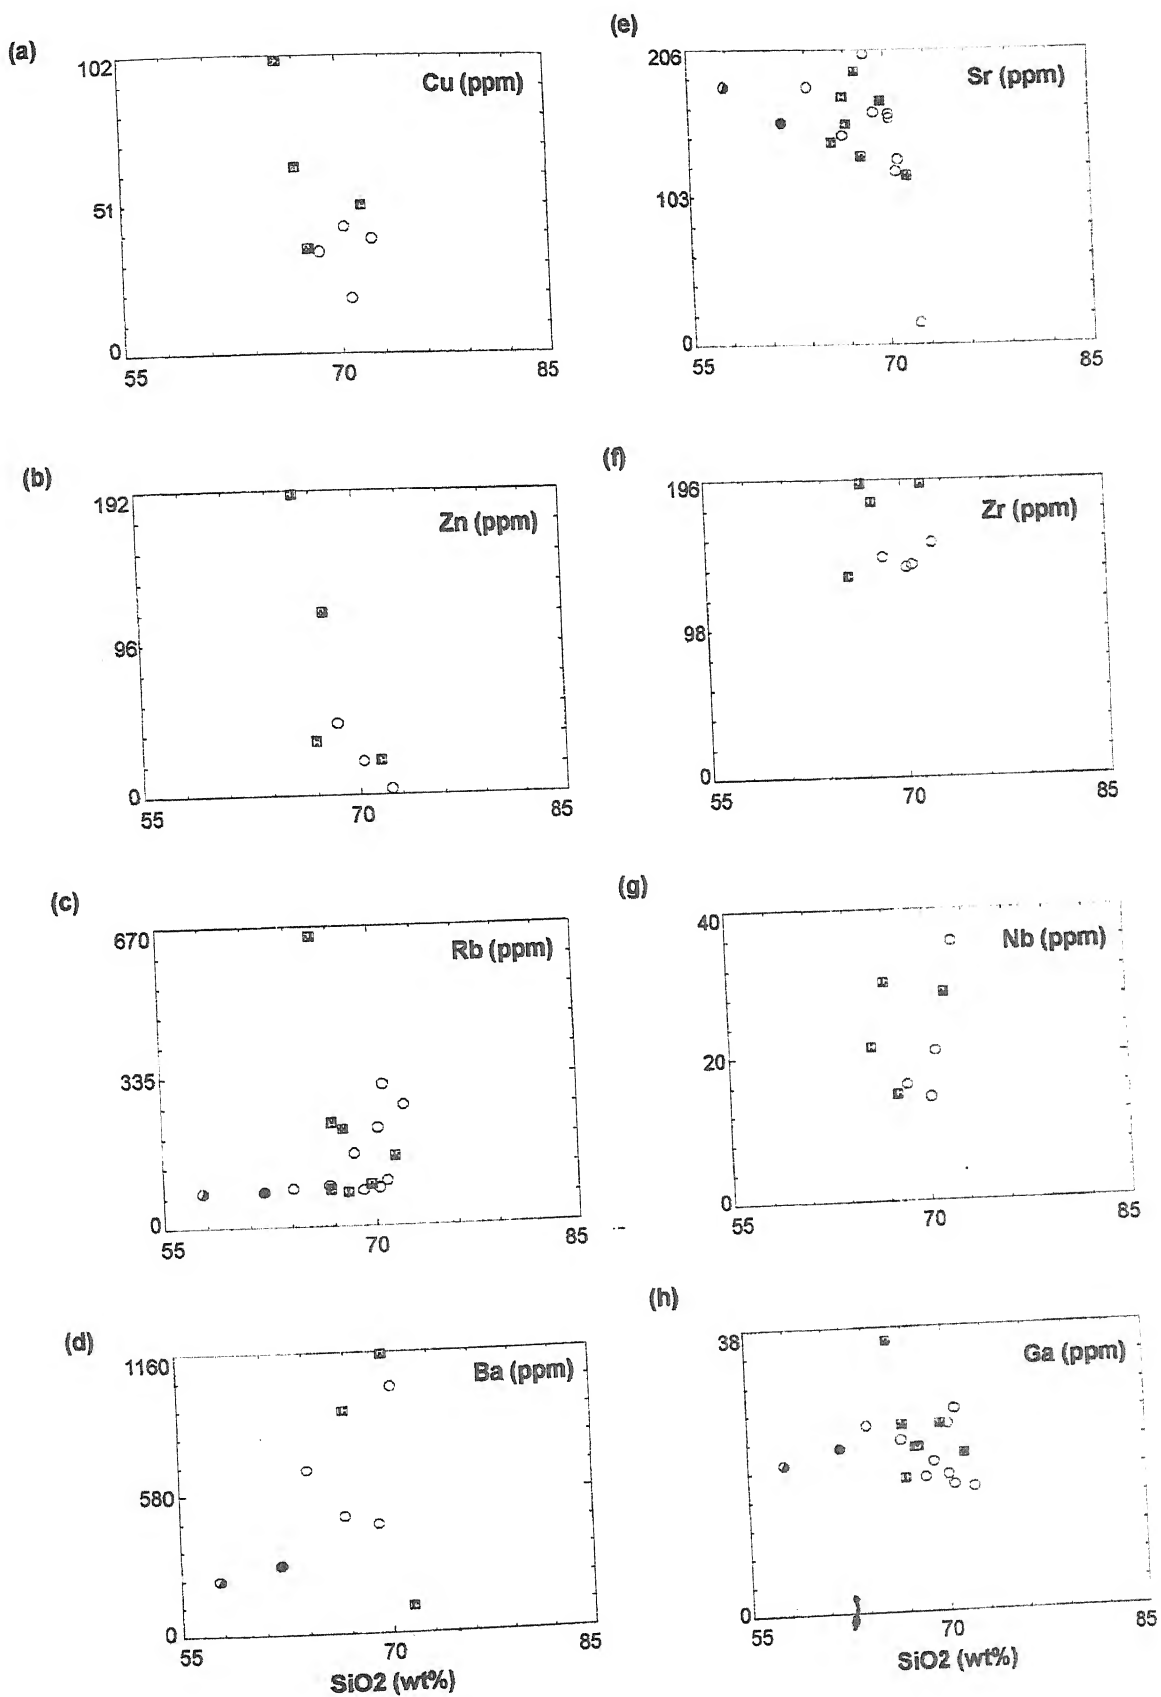 (a)
102
Cu (ppm)
51
0
55
70
85
(b)
192
Zn (ppm)
96
0
55
70
85
(c)
670
Rb (ppm)
335
0
55
70
85
(d)
1160
Ba (ppm)
580
0
55
70
85
SiO2 (wt%)
(e)
206
Sr (ppm)
103
0
55
70
85
(f)
196
Zr (ppm)
98
0
55
70
85
(g)
40
Nb (ppm)
20
0
55
70
85
(h)
38
Ga (ppm)
0
55
70
85
SiO2 (wt%)